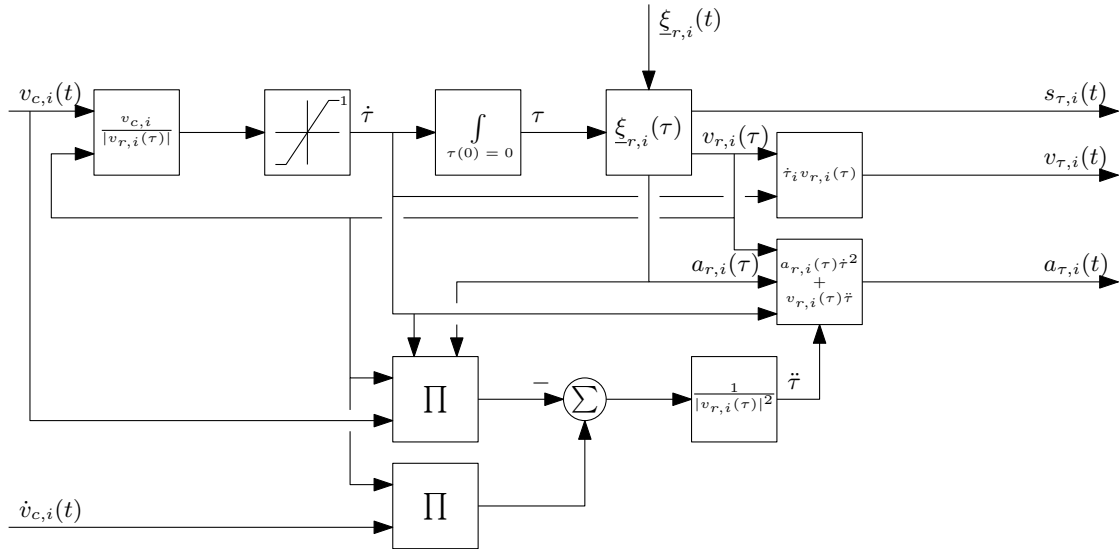 ξ_{r,i}(t)
v_{c,i}(t)
v_{c,i} / |v_{r,i}(τ)|
1
τ̇
∫
τ(0) = 0
τ
ξ_{r,i}(τ)
s_{τ,i}(t)
v_{r,i}(τ)
τ̇_i v_{r,i}(τ)
v_{τ,i}(t)
a_{r,i}(τ)
a_{r,i}(τ)τ̇²
+
v_{r,i}(τ)τ̈
a_{τ,i}(t)
∏
−
∑
1 / |v_{r,i}(τ)|²
τ̈
v̇_{c,i}(t)
∏